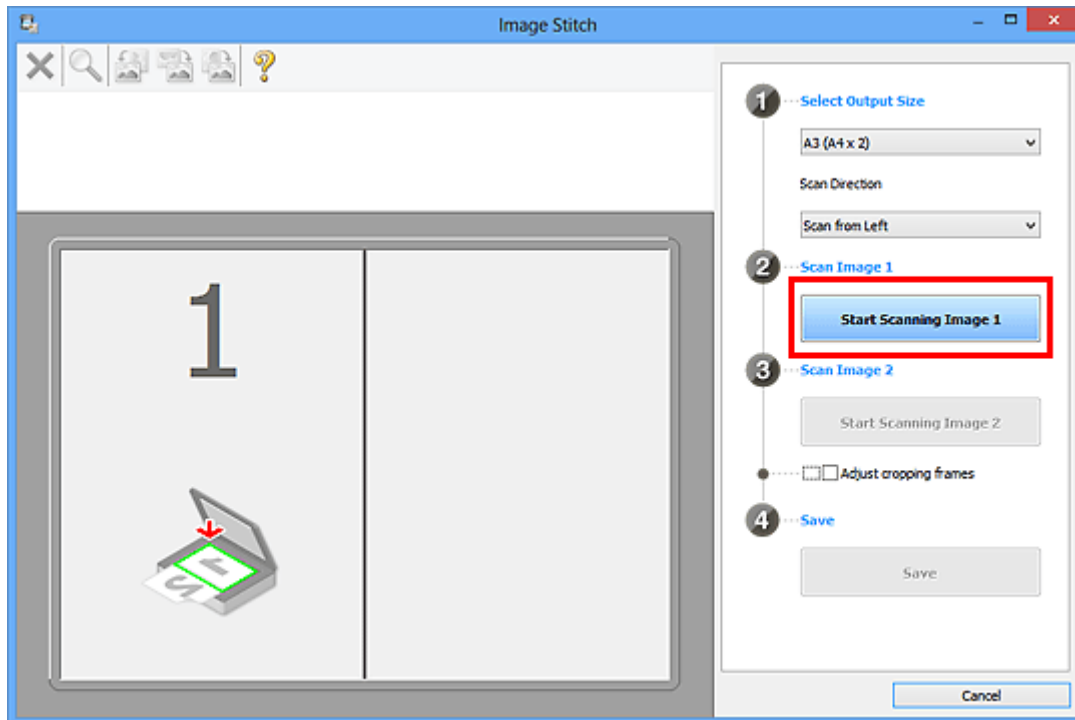 Image Stitch
1
Select Output Size
A3 (A4 x 2)
Scan Direction
Scan from Left
2
Scan Image 1
Start Scanning Image 1
3
Scan Image 2
Start Scanning Image 2
Adjust cropping frames
4
Save
Save
Cancel
1
1
2